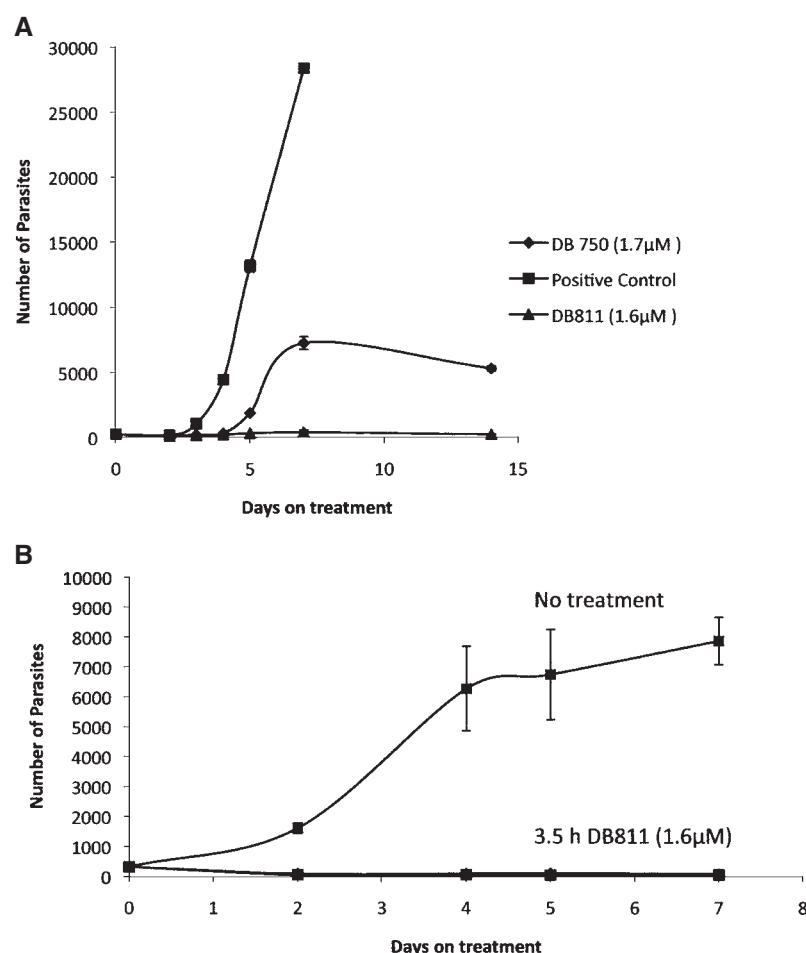 A
30000
25000
20000
15000
10000
5000
0
Number of Parasites
0 5 10 15
Days on treatment
DB 750 (1.7µM )
Positive Control
DB811 (1.6µM )
B
10000
9000
8000
7000
6000
5000
4000
3000
2000
1000
0
Number of Parasites
No treatment
3.5 h DB811 (1.6µM)
0 1 2 3 4 5 6 7 8
Days on treatment